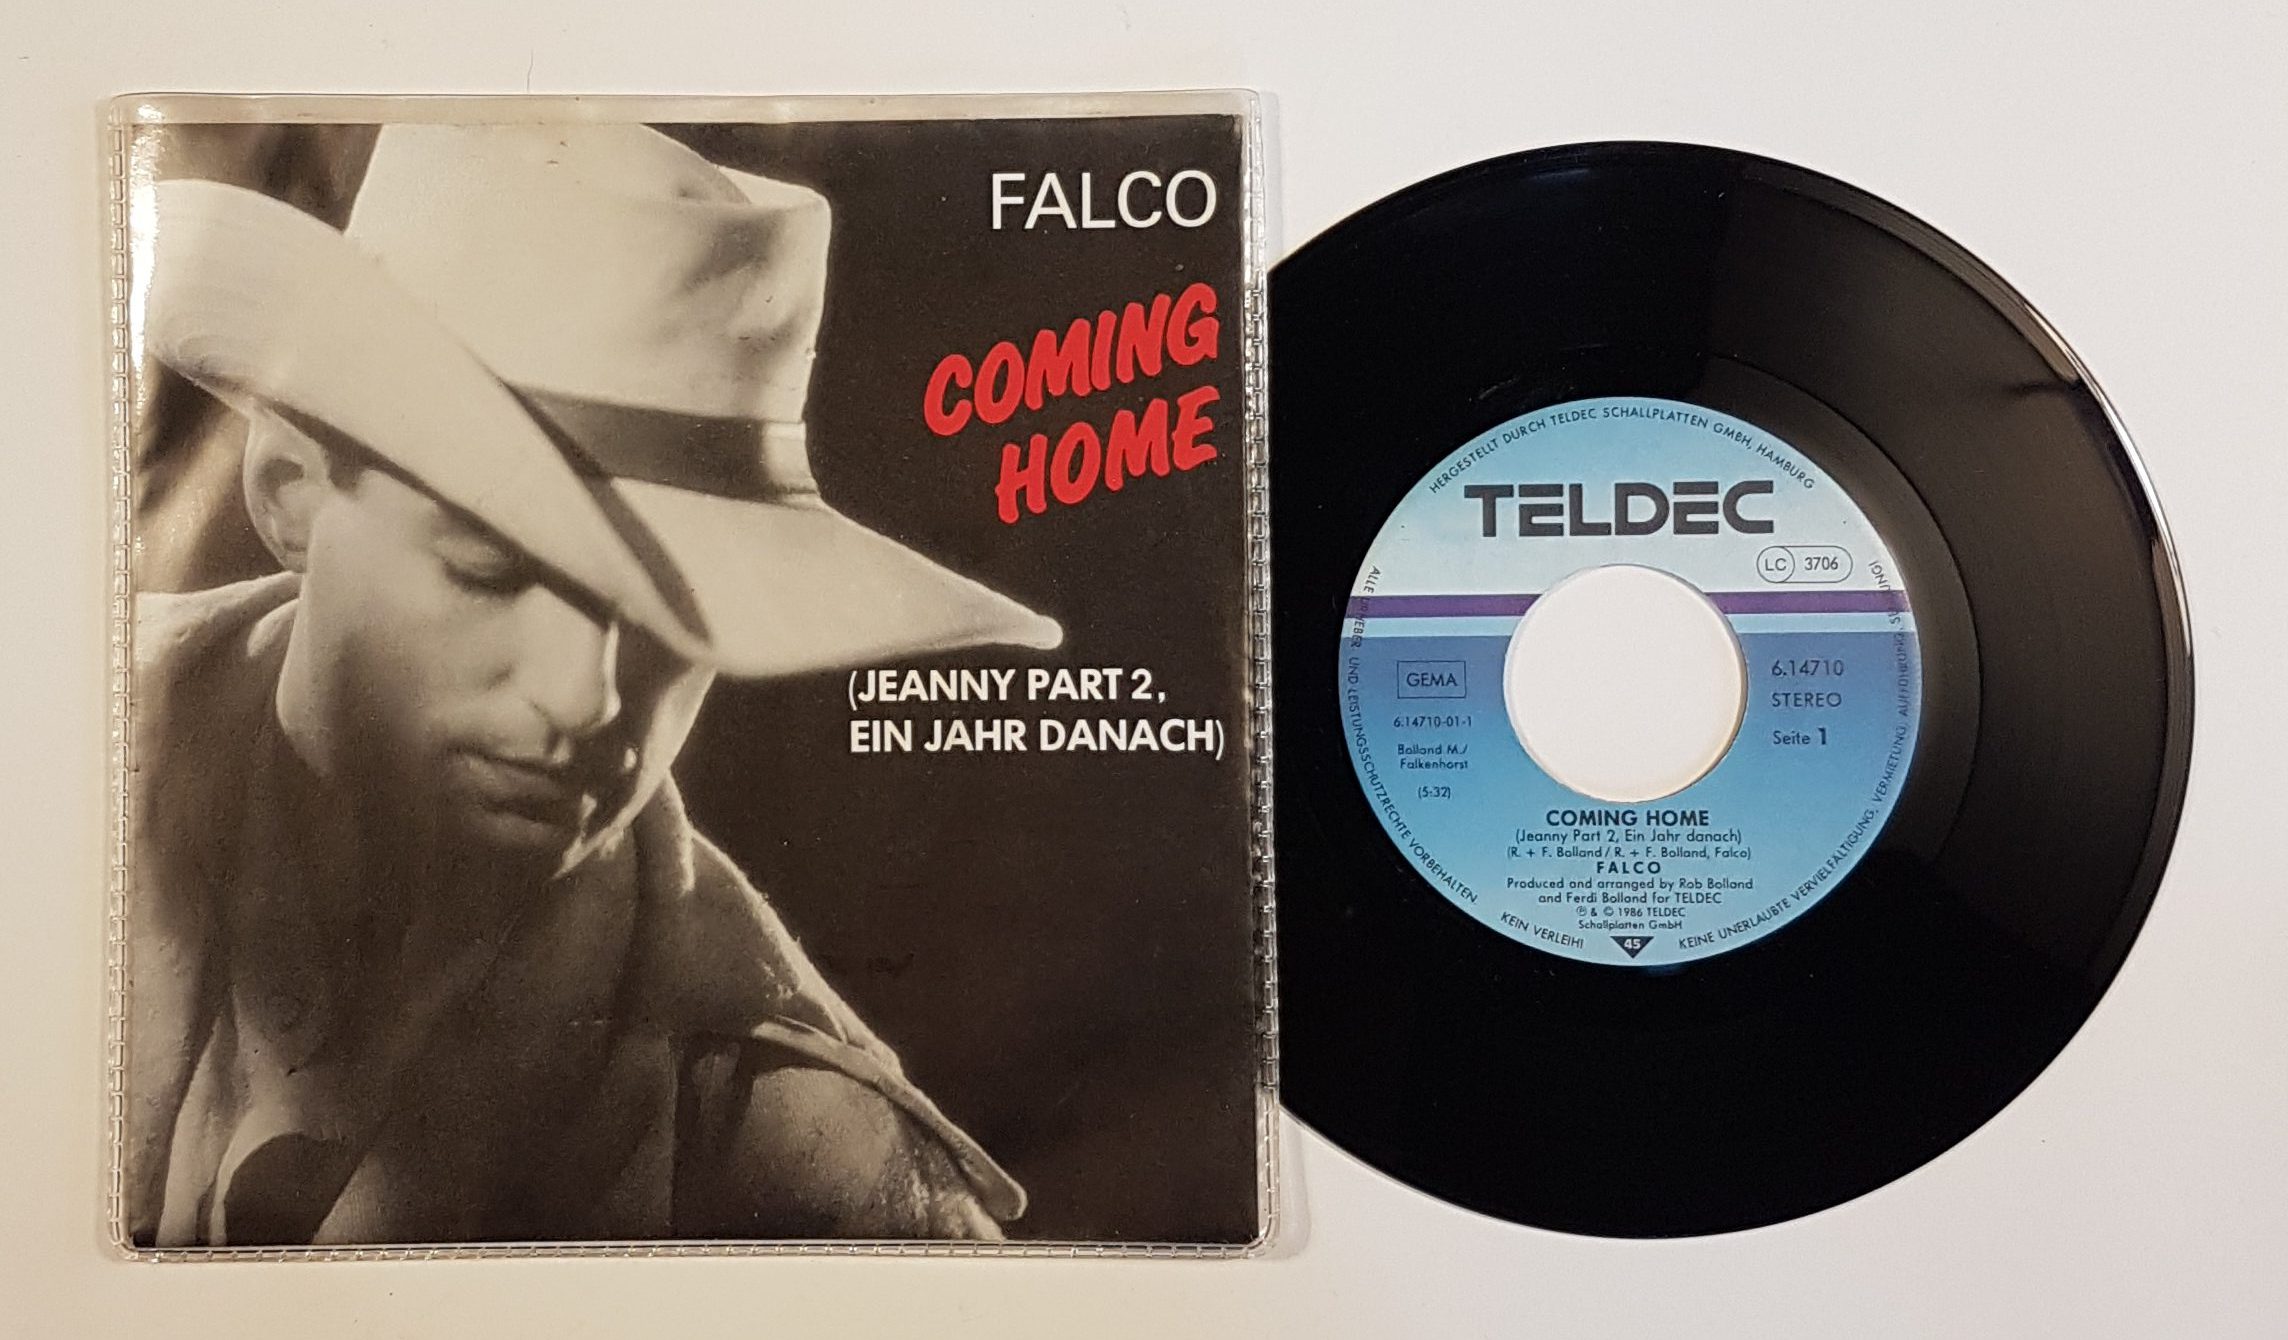 FALCO
COMING
HOME
(JEANNY PART 2,
EIN JAHR DANACH)
HERGESTELLT DURCH TELDEC SCHALLPLATTEN GMBH, HAMBURG
TELDEC
LC 3706
GEMA
6.14710-01-1
Bolland M./
Falkenhorst
(5:32)
6.14710
STEREO
Seite 1
COMING HOME
(Jeanny Part 2, Ein Jahr danach)
(R. + F. Bolland / R. + F. Bolland, Falco)
FALCO
Produced and arranged by Rob Bolland
and Ferdi Bolland for TELDEC
℗ & © 1986 TELDEC
Schallplatten GmbH
45
ALLE URHEBER- UND LEISTUNGSSCHUTZRECHTE VORBEHALTEN.
KEIN VERLEIH!
KEINE UNERLAUBTE VERVIELFÄLTIGUNG, VERMIETUNG, AUFFÜHRUNG,